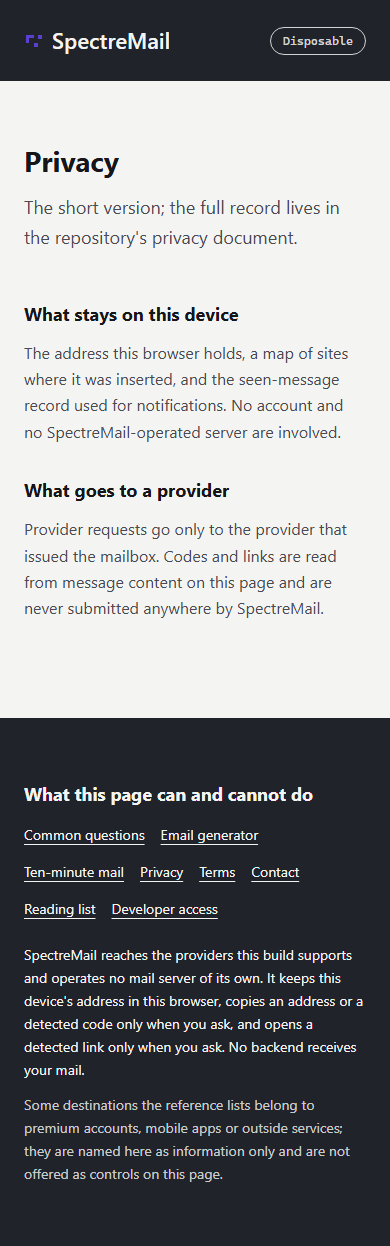 SpectreMail
Disposable
Privacy
The short version; the full record lives in
the repository's privacy document.
What stays on this device
The address this browser holds, a map of sites
where it was inserted, and the seen-message
record used for notifications. No account and
no SpectreMail-operated server are involved.
What goes to a provider
Provider requests go only to the provider that
issued the mailbox. Codes and links are read
from message content on this page and are
never submitted anywhere by SpectreMail.
What this page can and cannot do
Common questions Email generator
Ten-minute mail Privacy Terms Contact
Reading list Developer access
SpectreMail reaches the providers this build supports
and operates no mail server of its own. It keeps this
device's address in this browser, copies an address or a
detected code only when you ask, and opens a
detected link only when you ask. No backend receives
your mail.
Some destinations the reference lists belong to
premium accounts, mobile apps or outside services;
they are named here as information only and are not
offered as controls on this page.